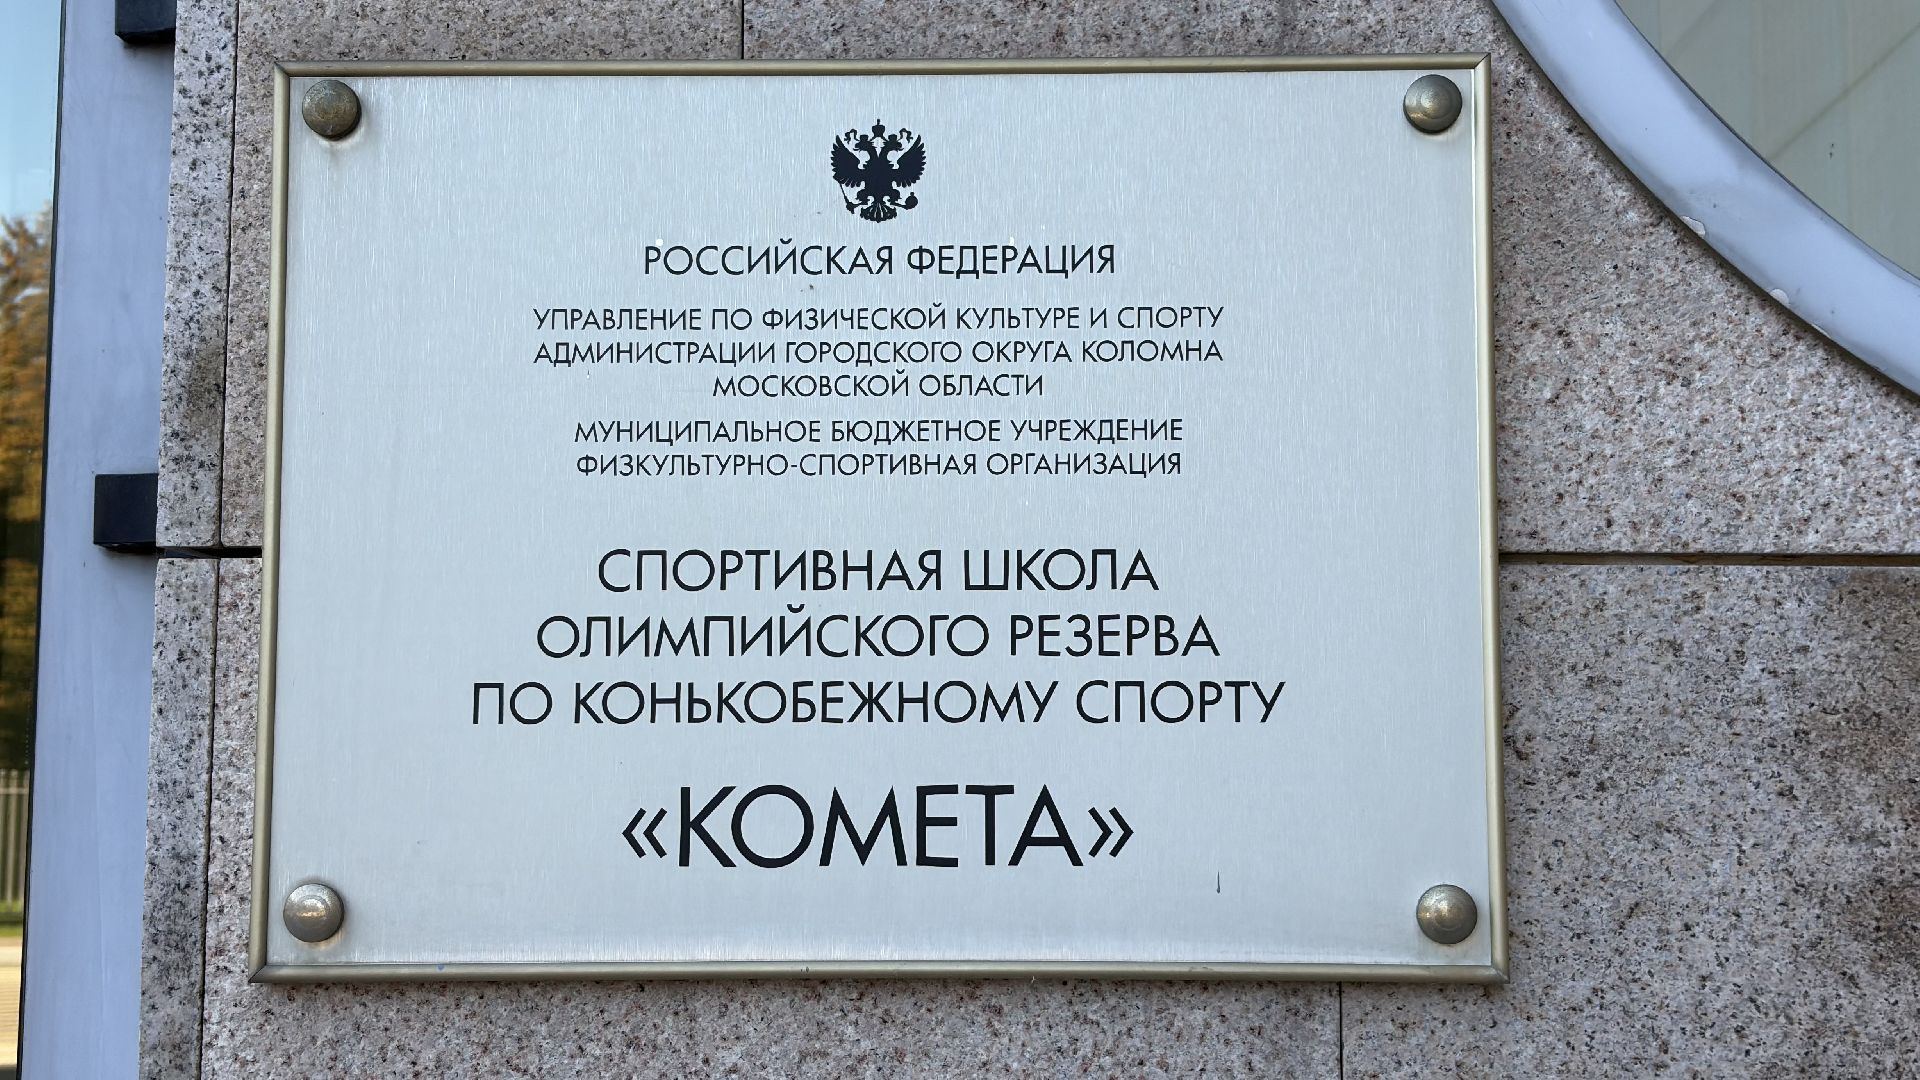 РОССИЙСКАЯ ФЕДЕРАЦИЯ
УПРАВЛЕНИЕ ПО ФИЗИЧЕСКОЙ КУЛЬТУРЕ И СПОРТУ
АДМИНИСТРАЦИИ ГОРОДСКОГО ОКРУГА КОЛОМНА
МОСКОВСКОЙ ОБЛАСТИ
МУНИЦИПАЛЬНОЕ БЮДЖЕТНОЕ УЧРЕЖДЕНИЕ
ФИЗКУЛЬТУРНО-СПОРТИВНАЯ ОРГАНИЗАЦИЯ
СПОРТИВНАЯ ШКОЛА
ОЛИМПИЙСКОГО РЕЗЕРВА
ПО КОНЬКОБЕЖНОМУ СПОРТУ
«КОМЕТА»